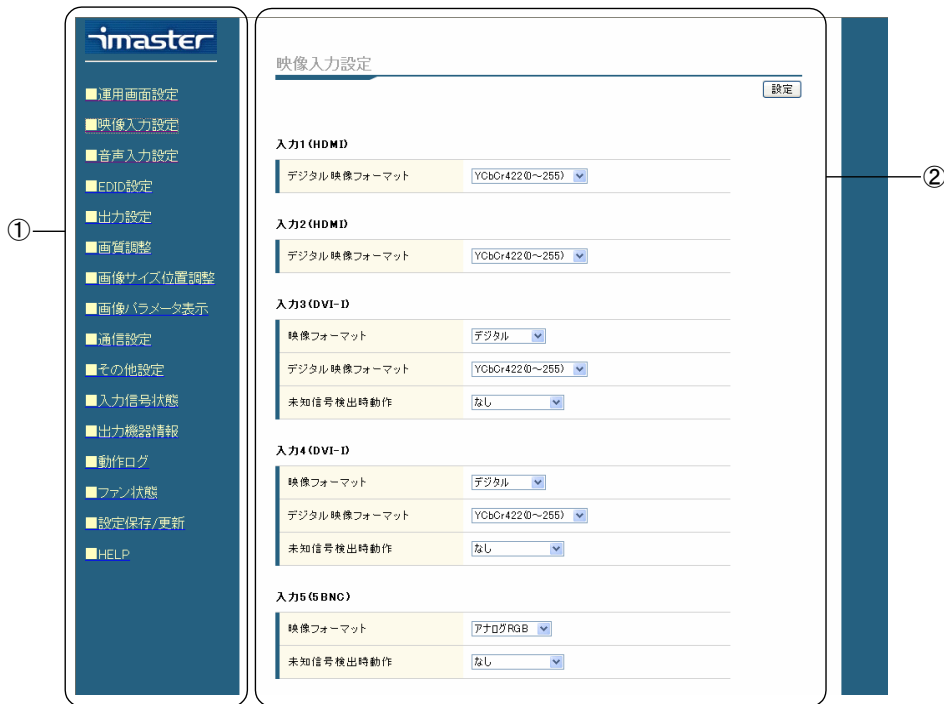 imaster
■運用画面設定
■映像入力設定
■音声入力設定
■EDID設定
■出力設定
■画質調整
■画像サイズ位置調整
■画像パラメータ表示
■通信設定
■その他設定
■入力信号状態
■出力機器情報
■動作ログ
■ファン状態
■設定保存/更新
■HELP
①
映像入力設定
設定
入力1(HDMI)
デジタル映像フォーマット YCbCr422(0～255)
入力2(HDMI)
デジタル映像フォーマット YCbCr422(0～255)
入力3(DVI-I)
映像フォーマット デジタル
デジタル映像フォーマット YCbCr422(0～255)
未知信号検出時動作 なし
入力4(DVI-I)
映像フォーマット デジタル
デジタル映像フォーマット YCbCr422(0～255)
未知信号検出時動作 なし
入力5(5BNC)
映像フォーマット アナログRGB
未知信号検出時動作 なし
②